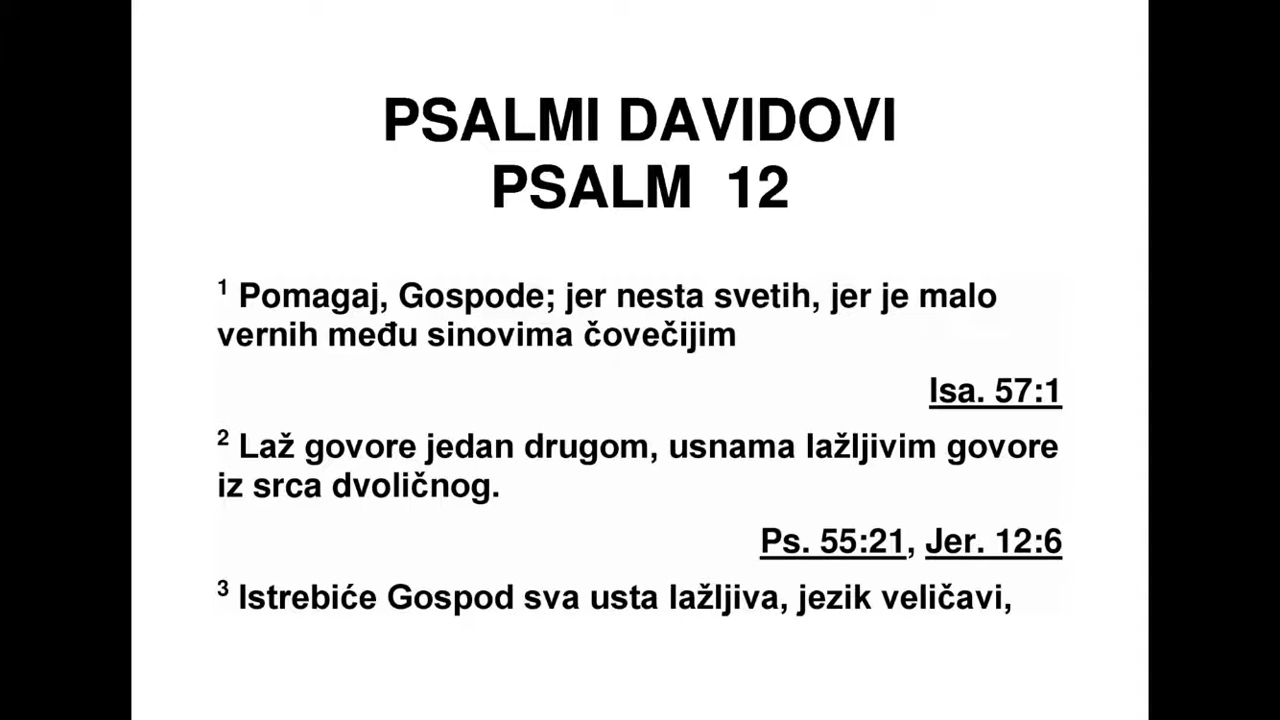 PSALMI DAVIDOVI
PSALM 12
1 Pomagaj, Gospode; jer nesta svetih, jer je malo
vernih među sinovima čovečijim
Isa. 57:1
2 Laž govore jedan drugom, usnama lažljivim govore
iz srca dvoličnog.
Ps. 55:21, Jer. 12:6
3 Istrebiće Gospod sva usta lažljiva, jezik veličavi,